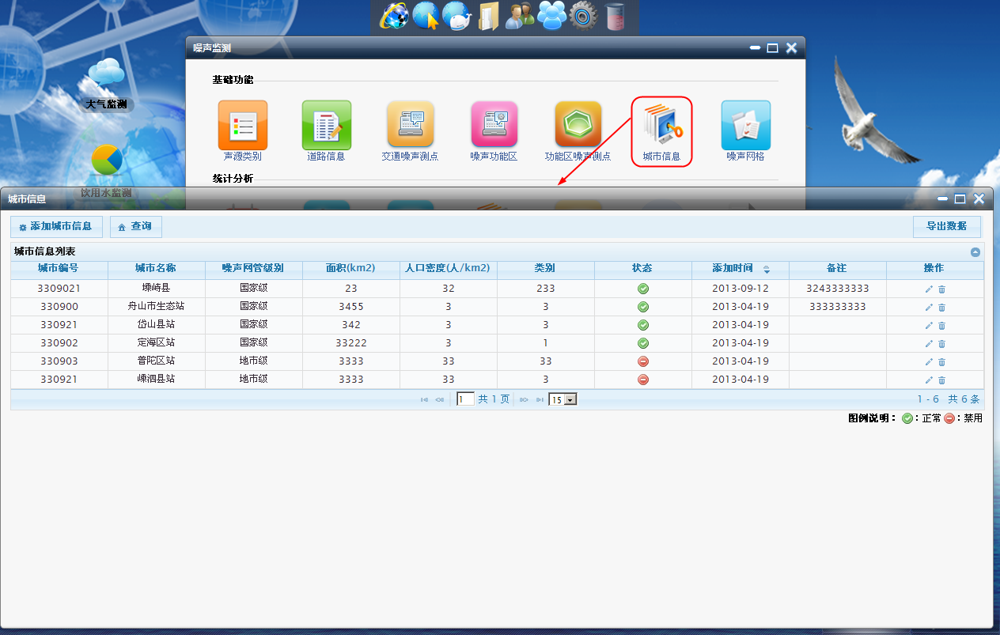 噪声监测
基础功能
大气监测
声源类别 道路信息 交通噪声测点 噪声功能区 功能区噪声测点 城市信息 噪声网格
统计分析
饮用水监测
城市信息
添加城市信息 查询 导出数据
城市信息列表
城市编号 城市名称 噪声网管级别 面积(km2) 人口密度(人/km2) 类别 状态 添加时间 备注 操作
3309021 嵊峙县 国家级 23 32 233 2013-09-12 3243333333
330900 舟山市生态站 国家级 3455 3 3 2013-04-19 333333333
330921 岱山县站 国家级 342 3 3 2013-04-19
330902 定海区站 国家级 33222 3 1 2013-04-19
330903 普陀区站 地市级 3333 33 33 2013-04-19
330921 嵊泗县站 地市级 3333 33 3 2013-04-19
1 共 1 页 15 1 - 6 共 6 条
图例说明： ：正常 ：禁用